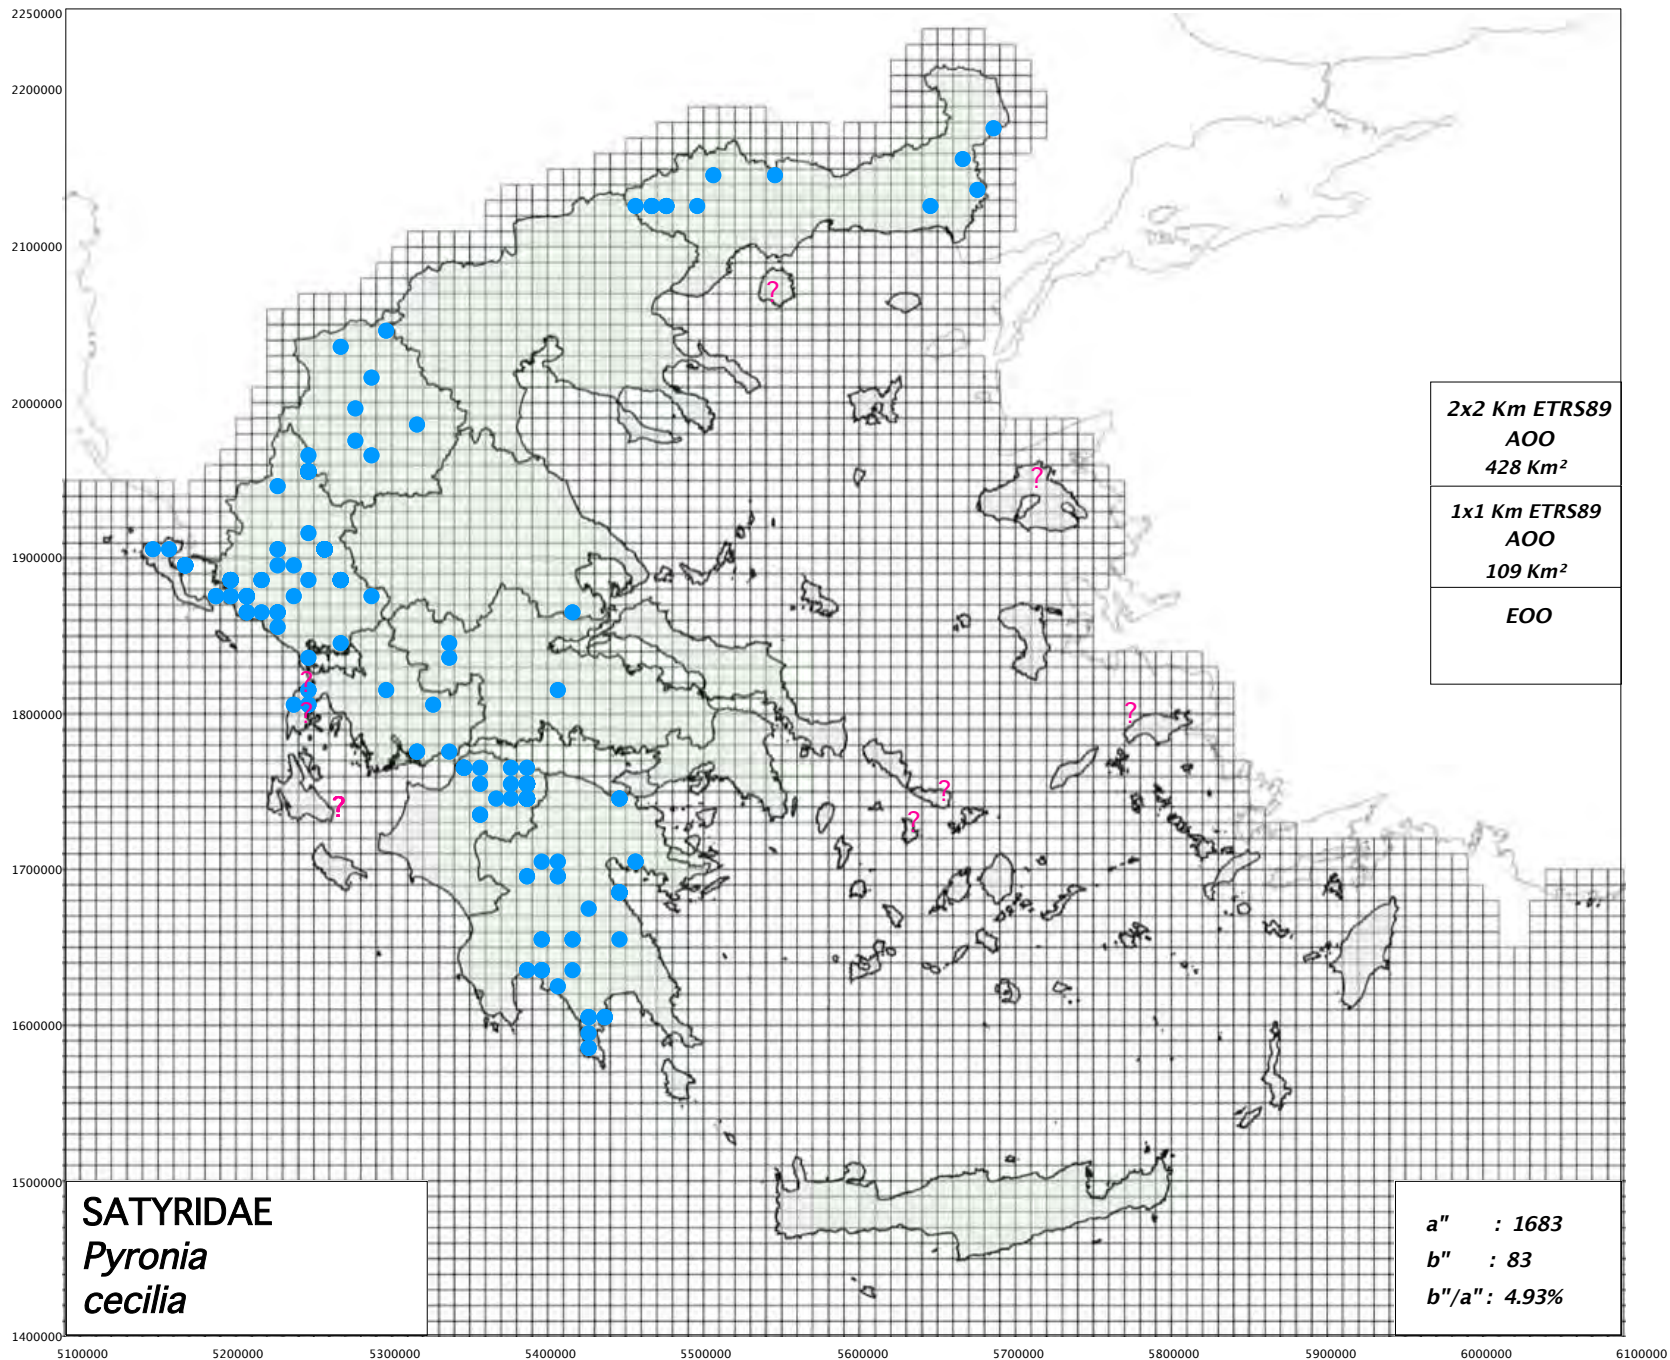 2250000
2200000
2100000
2000000
1900000
1800000
1700000
1600000
1500000
1400000
?
?
?
?
?
?
?
?
2x2 Km ETRS89
AOO
428 Km²
1x1 Km ETRS89
AOO
109 Km²
EOO
SATYRIDAE
Pyronia
cecilia
a" : 1683
b" : 83
b"/a" : 4.93%
5100000 5200000 5300000 5400000 5500000 5600000 5700000 5800000 5900000 6000000 6100000